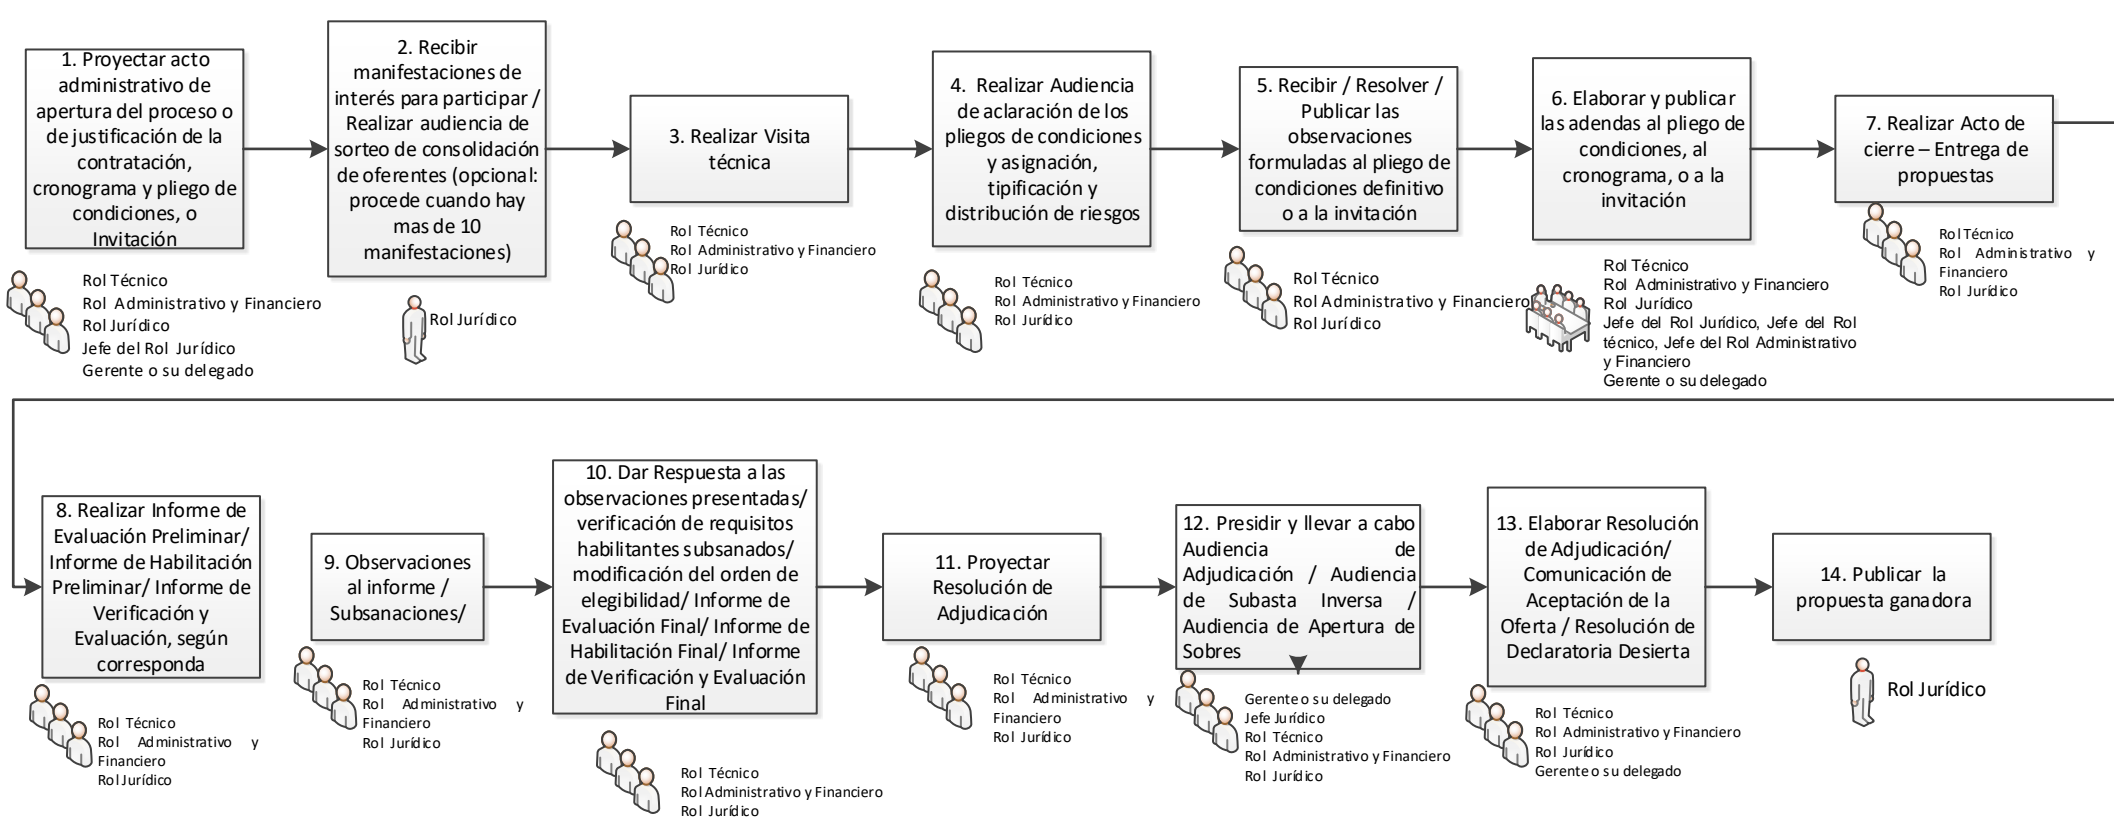 1. Proyectar acto
administrativo de
apertura del proceso o
de justificación de la
contratación,
cronograma y pliego de
condiciones, o
Invitación
Rol Técnico
Rol Administrativo y Financiero
Rol Jurídico
Jefe del Rol Jurídico
Gerente o su delegado
2. Recibir
manifestaciones de
interés para participar /
Realizar audiencia de
sorteo de consolidación
de oferentes (opcional:
procede cuando hay
mas de 10
manifestaciones)
Rol Jurídico
3. Realizar Visita
técnica
Rol Técnico
Rol Administrativo y Financiero
Rol Jurídico
4. Realizar Audiencia
de aclaración de los
pliegos de condiciones
y asignación,
tipificación y
distribución de riesgos
Rol Técnico
Rol Administrativo y Financiero
Rol Jurídico
5. Recibir / Resolver /
Publicar las
observaciones
formuladas al pliego de
condiciones definitivo
o a la invitación
Rol Técnico
Rol Administrativo y Financiero
Rol Jurídico
6. Elaborar y publicar
las adendas al pliego de
condiciones, al
cronograma, o a la
invitación
Rol Técnico
Rol Administrativo y Financiero
Rol Jurídico
Jefe del Rol Jurídico, Jefe del Rol
técnico, Jefe del Rol Administrativo
y Financiero
Gerente o su delegado
7. Realizar Acto de
cierre – Entrega de
propuestas
Rol Técnico
Rol Administrativo y
Financiero
Rol Jurídico
8. Realizar Informe de
Evaluación Preliminar/
Informe de Habilitación
Preliminar/ Informe de
Verificación y
Evaluación, según
corresponda
Rol Técnico
Rol Administrativo y
Financiero
Rol Jurídico
9. Observaciones
al informe /
Subsanaciones/
Rol Técnico
Rol Administrativo y
Financiero
Rol Jurídico
10. Dar Respuesta a las
observaciones presentadas/
verificación de requisitos
habilitantes subsanados/
modificación del orden de
elegibilidad/ Informe de
Evaluación Final/ Informe de
Habilitación Final/ Informe
de Verificación y Evaluación
Final
Rol Técnico
Rol Administrativo y Financiero
Rol Jurídico
11. Proyectar
Resolución de
Adjudicación
Rol Técnico
Rol Administrativo y
Financiero
Rol Jurídico
12. Presidir y llevar a cabo
Audiencia de
Adjudicación / Audiencia
de Subasta Inversa /
Audiencia de Apertura de
Sobres
Gerente o su delegado
Jefe Jurídico
Rol Técnico
Rol Administrativo y Financiero
Rol Jurídico
13. Elaborar Resolución
de Adjudicación/
Comunicación de
Aceptación de la
Oferta / Resolución de
Declaratoria Desierta
Rol Técnico
Rol Administrativo y Financiero
Rol Jurídico
Gerente o su delegado
14. Publicar la
propuesta ganadora
Rol Jurídico